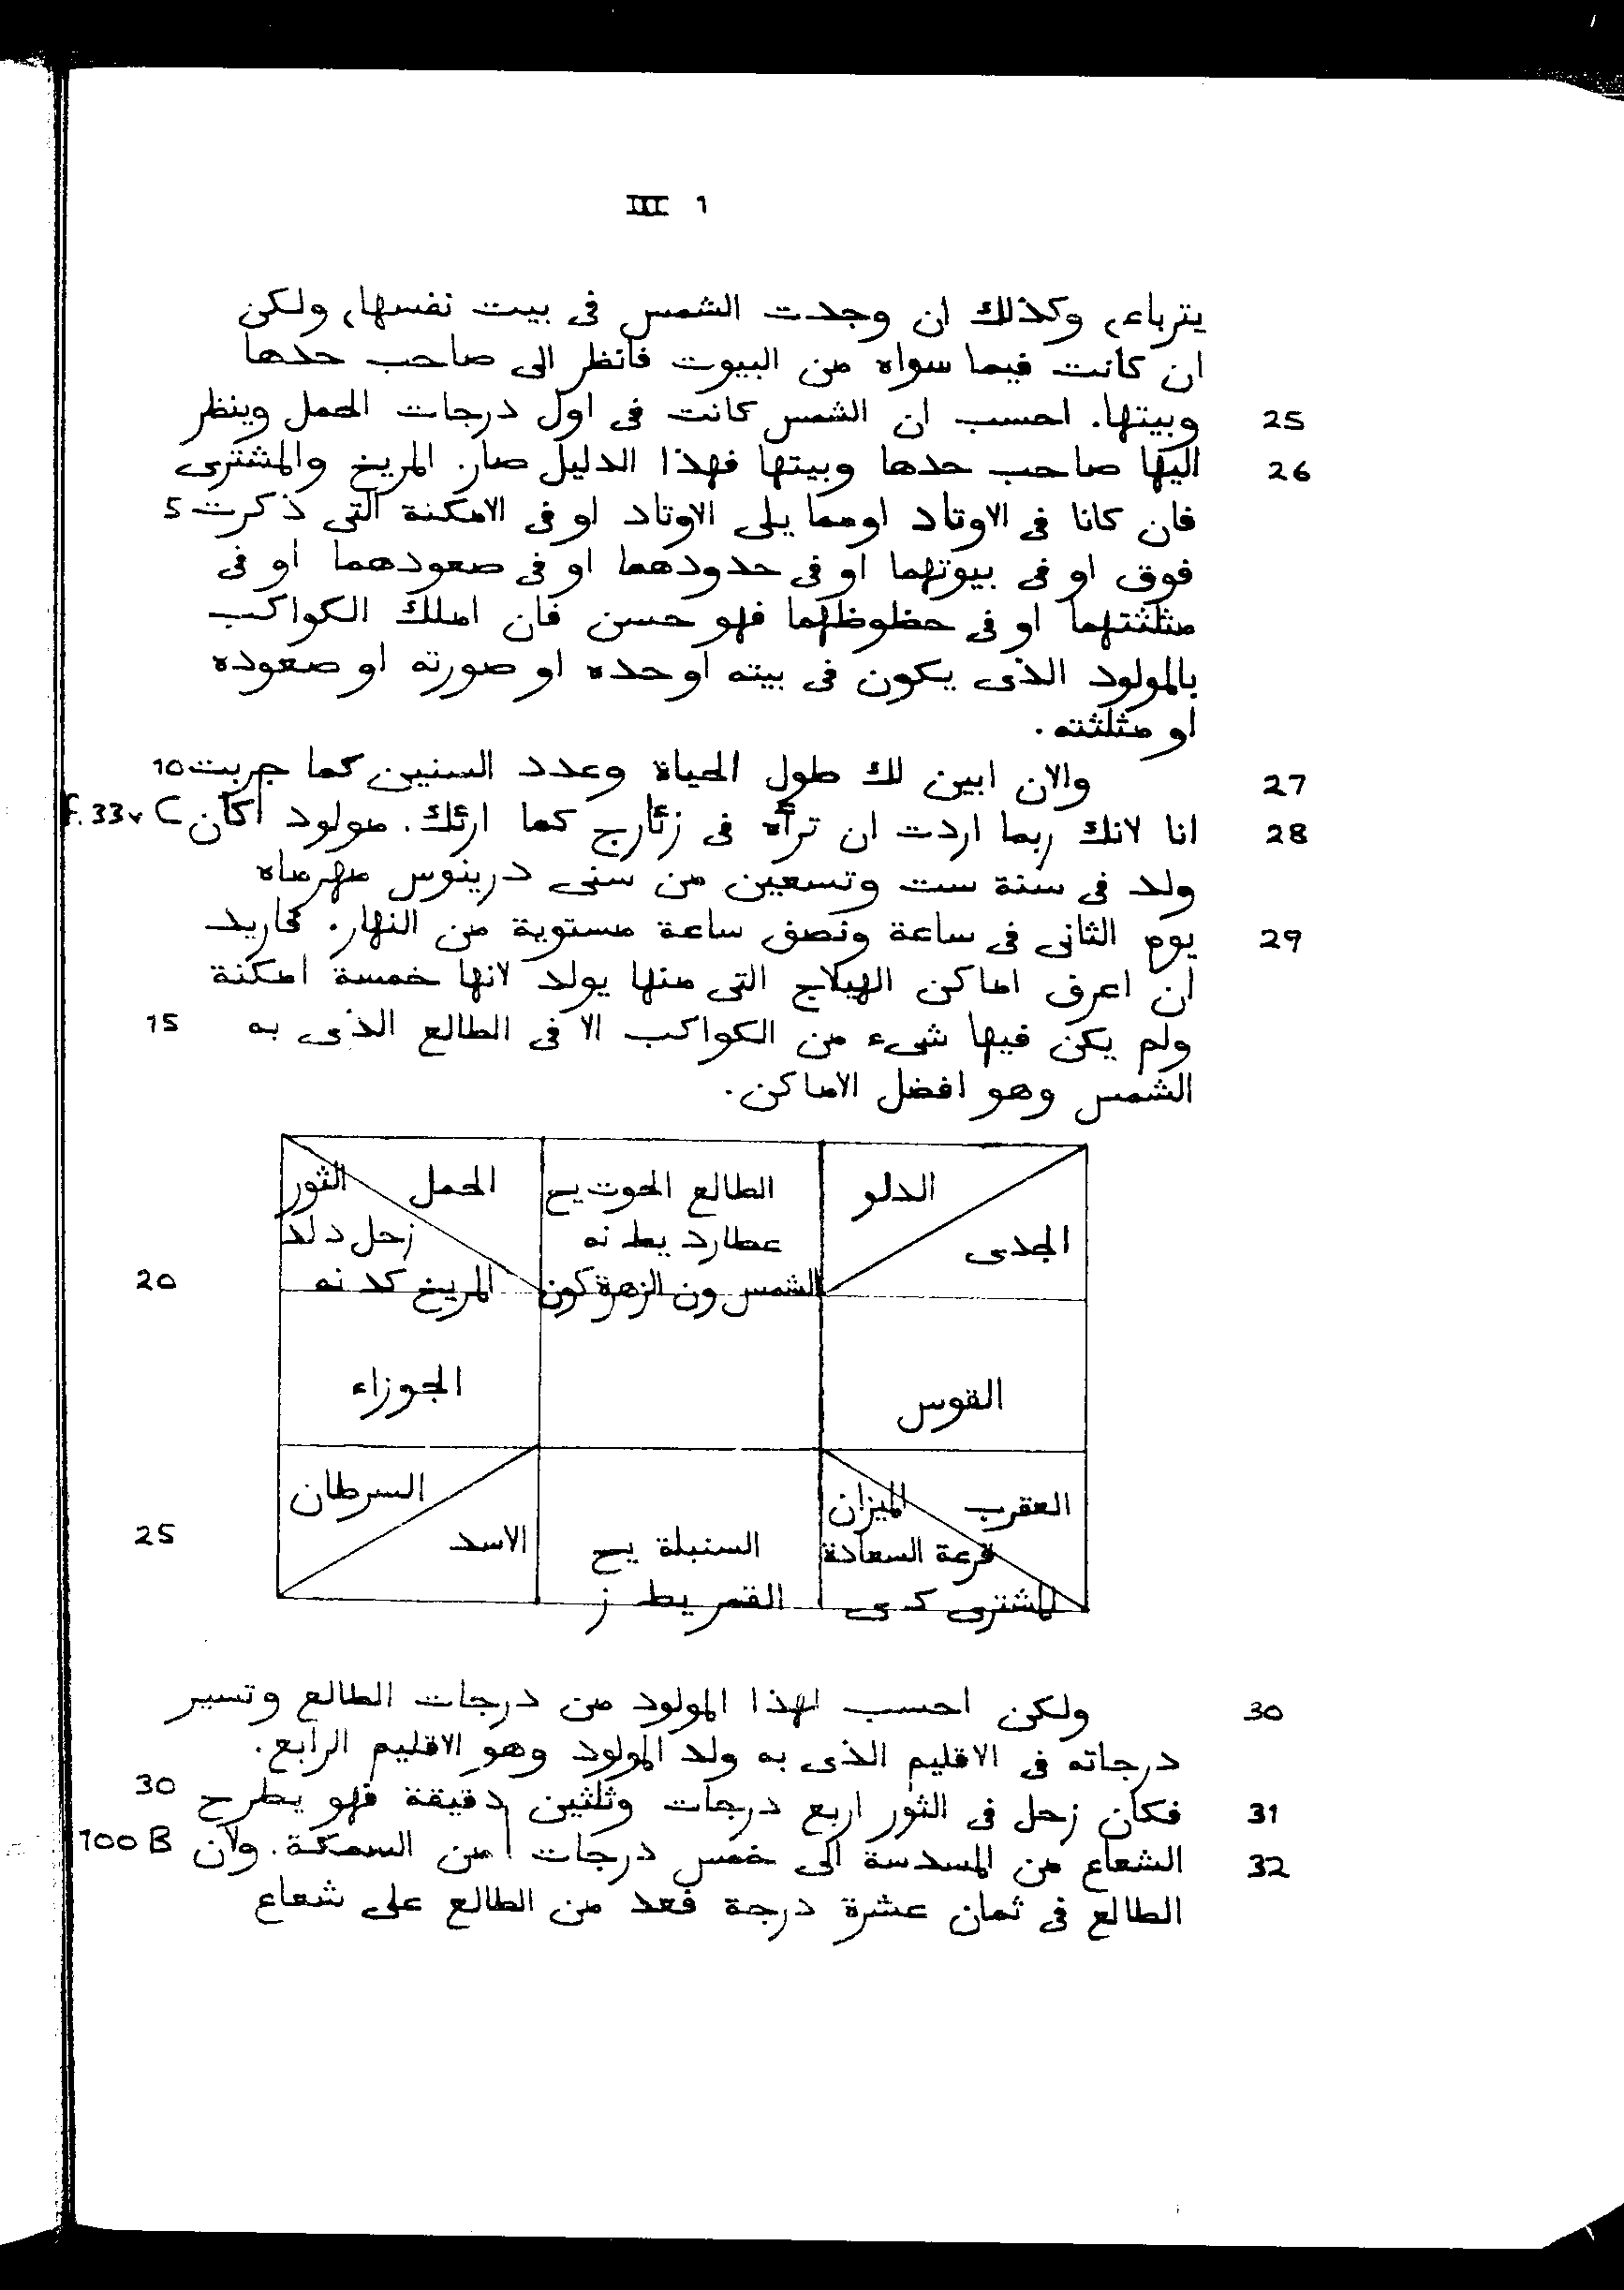 III 1
يتربا٤، وكذلك ان وجدت الشمس فى بيت نفسها، ولكن
ان كانت فيما سواه من البيوت فانظر الى صاحب حدها
25 وبيتها. احسب ان الشمس كانت فى اول درجات الحمل وينظر
26 اليها صاحب حدها وبيتها فهذا الدليل صار. المريخ والمشترى
فان كانا فى الاوتاد اومما يلى الاوتاد او فى الامكنة التى ذكرت 5
فوق او فى بيوتهما او فى حدودهما او فى صعودهما او فى
مثلثتهما او فى حظوظهما فهو حسن فان املك الكواكب
بالمولود الذى يكون فى بيته او حده او صورته او صعوده
او مثلثته.
27 والان ابين لك طول الحياة وعدد السنين كما جربت 10
28 انا لانك ربما اردت ان ترأه فى زئارج كما ارئك. مولود اكان f. 33v C
ولد فى سنة ست وتسعين من سنى درينوس مهرماه
29 يوم الثانى فى ساعة ونصف ساعة مستوية من النهار. فاريد
ان اعرف اماكن الهيلاج التى منها يولد لانها خمسة امكنة
ولم يكن فيها شىء من الكواكب الا فى الطالع الذى به 15
الشمس وهو افضل الاماكن.
الدلو
الجدى
الطالع الحوت يح
عطارد يط نه
الشمس ون الزهرة كون
الحمل
الثور
زحل د لد
المريخ كد نه 20
القوس
الجوزاء
العقرب
الميزان
قرعة السعادة
المشترى ك ى
السنبلة يح
القمر يط ز
السرطان
الاسد 25
30 ولكن احسب لهذا المولود من درجات الطالع وتسير
درجاته فى الاقليم الذى به ولد المولود وهو الاقليم الرابع.
31 فكان زحل فى الثور اربع درجات وثلثين دقيقة فهو يطرح 30
32 الشعاع من المسدسة الى خمس درجات امن السمكة. ولان 100 B
الطالع فى ثمان عشرة درجة فعد من الطالع على شعاع